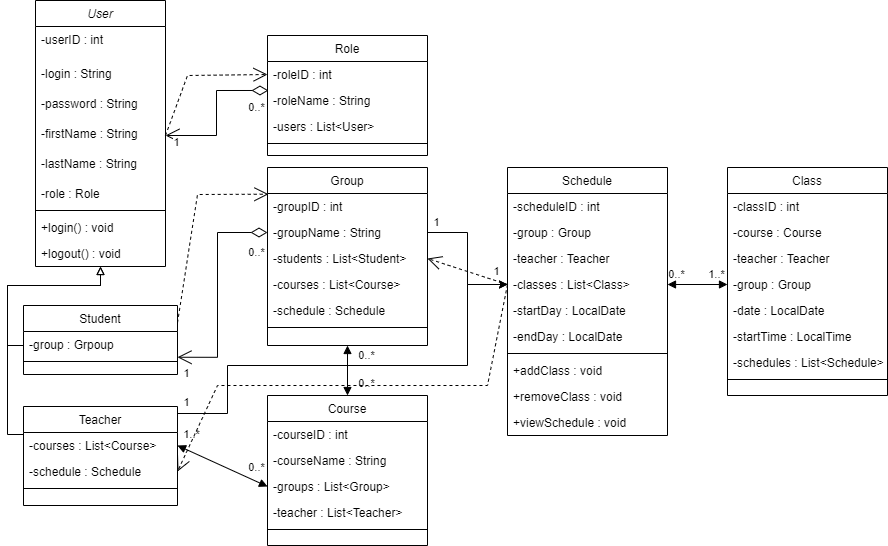 User
-userID : int
-login : String
-password : String
-firstName : String
-lastName : String
-role : Role
+login() : void
+logout() : void
Role
-roleID : int
-roleName : String
-users : List<User>
0..*
1
Group
-groupID : int
-groupName : String
-students : List<Student>
-courses : List<Course>
-schedule : Schedule
0..*
1
1
Schedule
-scheduleID : int
-group : Group
-teacher : Teacher
-classes : List<Class>
-startDay : LocalDate
-endDay : LocalDate
+addClass : void
+removeClass : void
+viewSchedule : void
1
0..*
1..*
Class
-classID : int
-course : Course
-teacher : Teacher
-group : Group
-date : LocalDate
-startTime : LocalTime
-schedules : List<Schedule>
Student
-group : Grpoup
0..*
0..*
1
Teacher
-courses : List<Course>
-schedule : Schedule
1..*
0..*
Course
-courseID : int
-courseName : String
-groups : List<Group>
-teacher : List<Teacher>